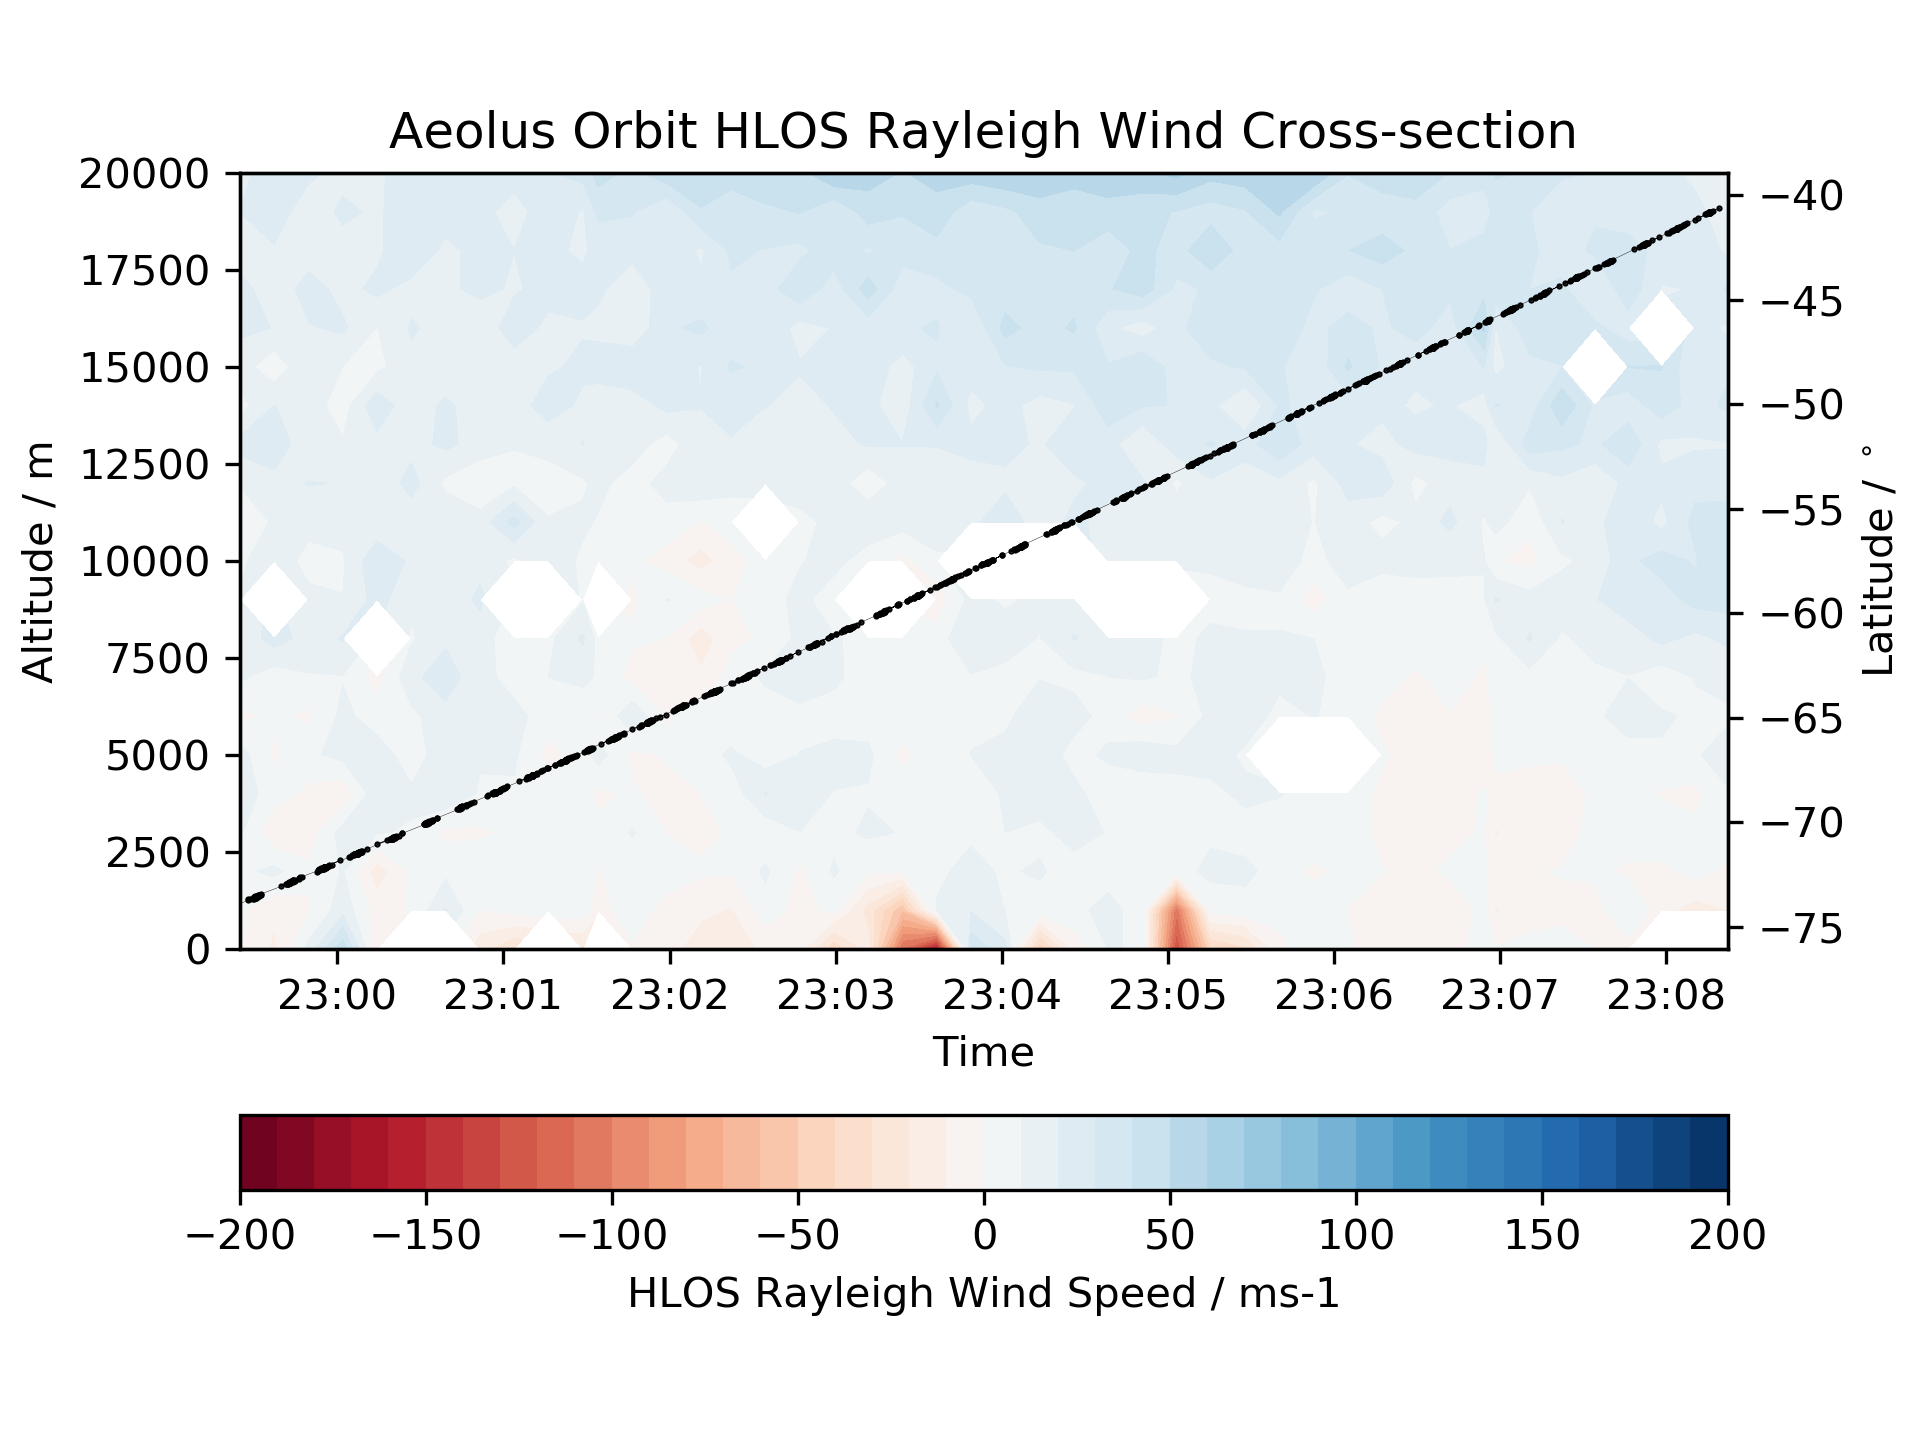 Aeolus Orbit HLOS Rayleigh Wind Cross-section
20000
17500
15000
12500
10000
7500
5000
2500
0
Altitude / m
−40
−45
−50
−55
−60
−65
−70
−75
Latitude / °
23:00 23:01 23:02 23:03 23:04 23:05 23:06 23:07 23:08
Time
−200 −150 −100 −50 0 50 100 150 200
HLOS Rayleigh Wind Speed / ms-1